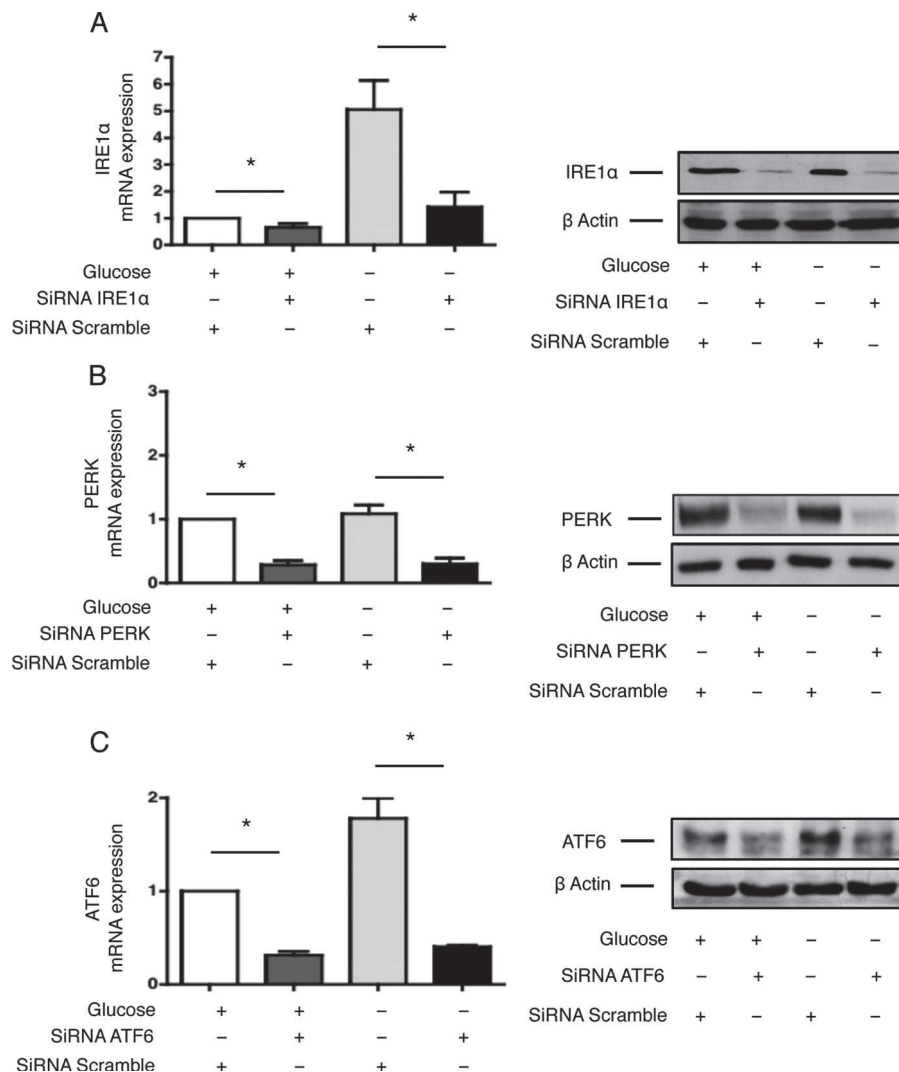 A
*
*
IRE1α
mRNA expression
7
6
5
4
3
2
1
0
Glucose + + – –
SiRNA IRE1α – + – +
SiRNA Scramble + – + –
IRE1α
β Actin
Glucose + + – –
SiRNA IRE1α – + – +
SiRNA Scramble + – + –
B
*
*
PERK
mRNA expression
3
2
1
0
Glucose + + – –
SiRNA PERK – + – +
SiRNA Scramble + – + –
PERK
β Actin
Glucose + + – –
SiRNA PERK – + – +
SiRNA Scramble + – + –
C
*
*
ATF6
mRNA expression
2
1
0
Glucose + + – –
SiRNA ATF6 – + – +
SiRNA Scramble + – + –
ATF6
β Actin
Glucose + + – –
SiRNA ATF6 – + – +
SiRNA Scramble + – + –